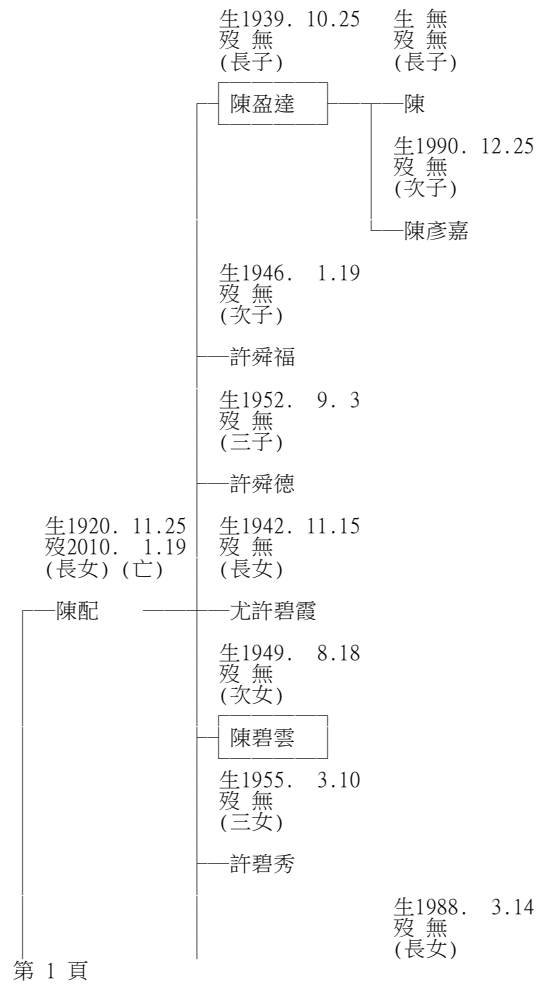 生1939. 10.25 生 無
歿 無 歿 無
(長子) (長子)
陳盈達 陳
生1990. 12.25
歿 無
(次子)
陳彥嘉
生1946. 1.19
歿 無
(次子)
許舜福
生1952. 9. 3
歿 無
(三子)
許舜德
生1920. 11.25 生1942. 11.15
歿2010. 1.19 歿 無
(長女)(亡) (長女)
陳配 尤許碧霞
生1949. 8.18
歿 無
(次女)
陳碧雲
生1955. 3.10
歿 無
(三女)
許碧秀
生1988. 3.14
歿 無
(長女)
第 1 頁